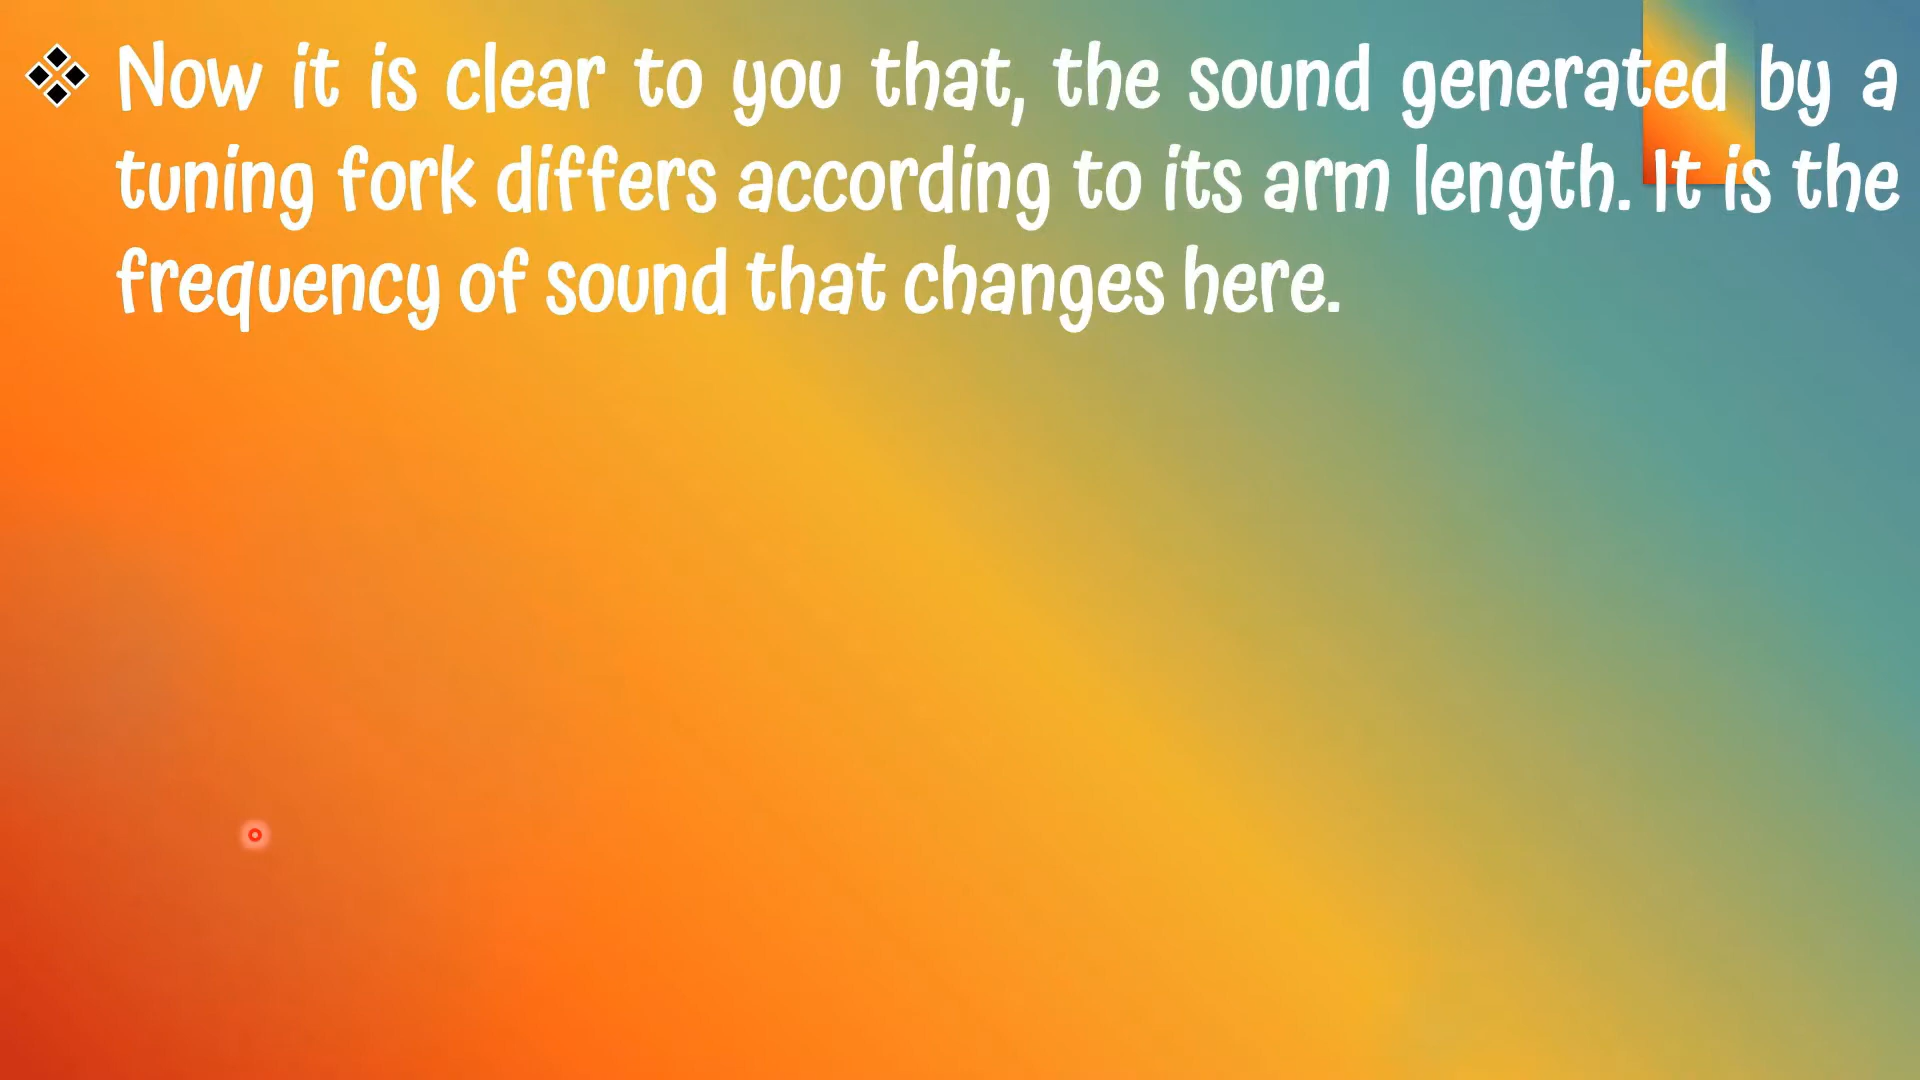 Now it is clear to you that, the sound generated by a
tuning fork differs according to its arm length. It is the
frequency of sound that changes here.